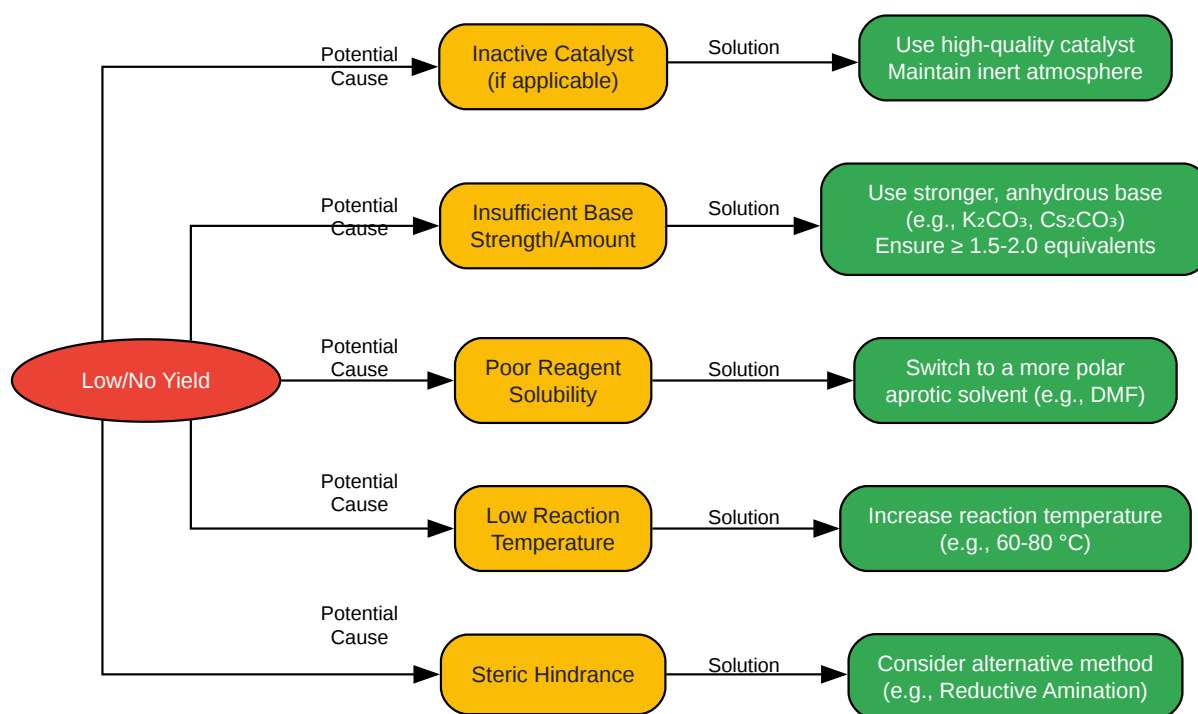 Potential
Cause
Inactive Catalyst
(if applicable)
Solution
Use high-quality catalyst
Maintain inert atmosphere
Potential
Cause
Insufficient Base
Strength/Amount
Solution
Use stronger, anhydrous base
(e.g., K₂CO₃, Cs₂CO₃)
Ensure ≥ 1.5-2.0 equivalents
Low/No Yield
Potential
Cause
Poor Reagent
Solubility
Solution
Switch to a more polar
aprotic solvent (e.g., DMF)
Potential
Cause
Low Reaction
Temperature
Solution
Increase reaction temperature
(e.g., 60-80 °C)
Potential
Cause
Steric Hindrance
Solution
Consider alternative method
(e.g., Reductive Amination)